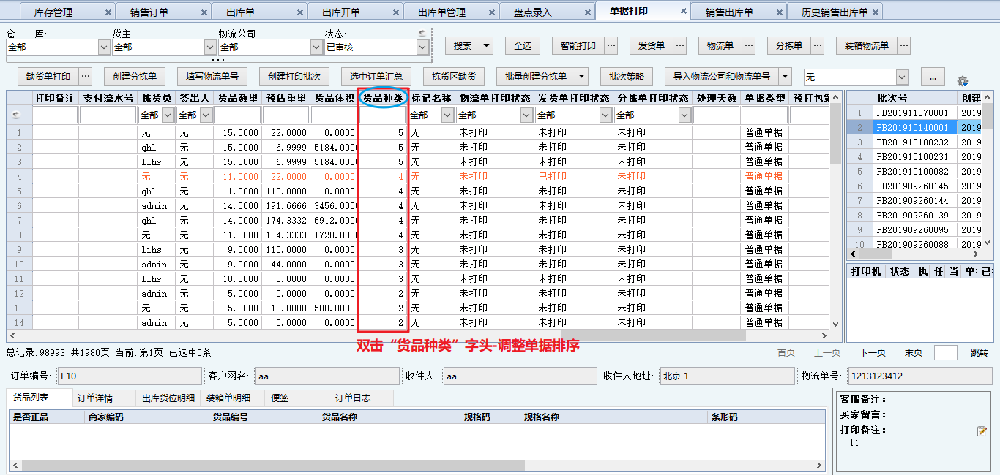 库存管理 销售订单 出库单 出库开单 出库单管理 盘点录入 单据打印 销售出库单 历史销售出库单
仓 库: 货主: 物流公司: 状态:
全部 全部 全部 已审核 搜索 全选 智能打印 ... 发货单 ... 物流单 ... 分拣单 ... 装箱物流单 ...
缺货单打印 ... 创建分拣单 填写物流单号 创建打印批次 选中订单汇总 拣货区缺货 批量创建分拣单 批次策略 导入物流公司和物流单号 无 ...
打印备注 支付流水号 拣货员 签出人 货品数量 预估重量 货品体积 货品种类 标记名称 物流单打印状态 发货单打印状态 分拣单打印状态 处理天数 单据类型 预打包
全部 全部 全部 全部 全部 全部
1 无 无 15.0000 22.0000 0.0000 5 无 未打印 未打印 未打印 普通单据
2 qhl 无 15.0000 6.9999 5184.000 5 无 未打印 未打印 未打印 普通单据
3 lihs 无 15.0000 6.9999 5184.000 5 无 未打印 未打印 未打印 普通单据
4 无 无 11.0000 22.0000 0.0000 4 无 未打印 已打印 未打印 普通单据
5 qhl 无 11.0000 110.0000 0.0000 4 无 未打印 未打印 未打印 普通单据
6 admin 无 14.0000 191.6666 3456.000 4 无 未打印 未打印 未打印 普通单据
7 qhl 无 14.0000 174.3332 6912.000 4 无 未打印 未打印 未打印 普通单据
8 无 无 11.0000 134.3333 1728.000 4 无 未打印 未打印 未打印 普通单据
9 lihs 无 9.0000 110.0000 0.0000 3 无 未打印 未打印 未打印 普通单据
10 admin 无 9.0000 44.0000 0.0000 3 无 未打印 未打印 未打印 普通单据
11 lihs 无 10.0000 0.0000 0.0000 3 无 未打印 未打印 未打印 普通单据
12 admin 无 5.0000 0.0000 0.0000 2 无 未打印 未打印 未打印 普通单据
13 无 无 5.0000 10.0000 500.0000 2 无 未打印 未打印 未打印 普通单据
14 admin 无 5.0000 0.0000 0.0000 2 无 未打印 未打印 未打印 普通单据
批次号 创建
1 PB201911070001 2019
2 PB201910140001 2019
3 PB201910100232 2019
4 PB201910100231 2019
5 PB201910100082 2019
6 PB201909260145 2019
7 PB201909260144 2019
8 PB201909260139 2019
9 PB201909260095 2019
10 PB201909260088 2019
打印机 状态 执 任 当 单 已
双击“货品种类”字头-调整单据排序
总记录:98993 共1980页 当前:第1页 已选中0条 首页 上一页 下一页 末页 跳转
订单编号: E10 客户网名: aa 收件人: aa 收件人地址: 北京 1 物流单号: 1213123412
货品列表 订单详情 出库货位明细 装箱单明细 便签 订单日志
是否正品 商家编码 货品编号 货品名称 规格码 规格名称 条形码
客服备注:
买家留言:
打印备注:
11